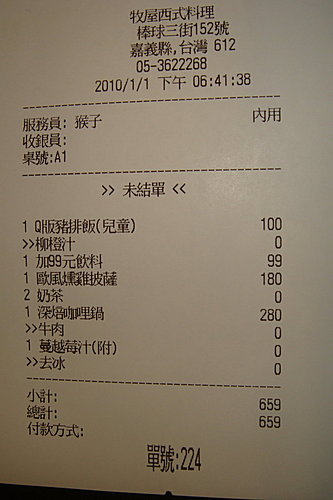 牧屋西式料理
棒球三街152號
嘉義縣,台灣 612
05-3622268
2010/1/1 下午 06:41:38
服務員: 猴子 內用
收銀員:
桌號:A1
>> 未結單 <<
1 Q版豬排飯(兒童) 100
>>柳橙汁 0
1 加99元飲料 99
1 歐風燻雞披薩 180
2 奶茶 0
1 深焙咖哩鍋 280
>>牛肉 0
1 蔓越莓汁(附) 0
>>去冰 0
小計: 659
總計: 659
付款方式:
單號:224